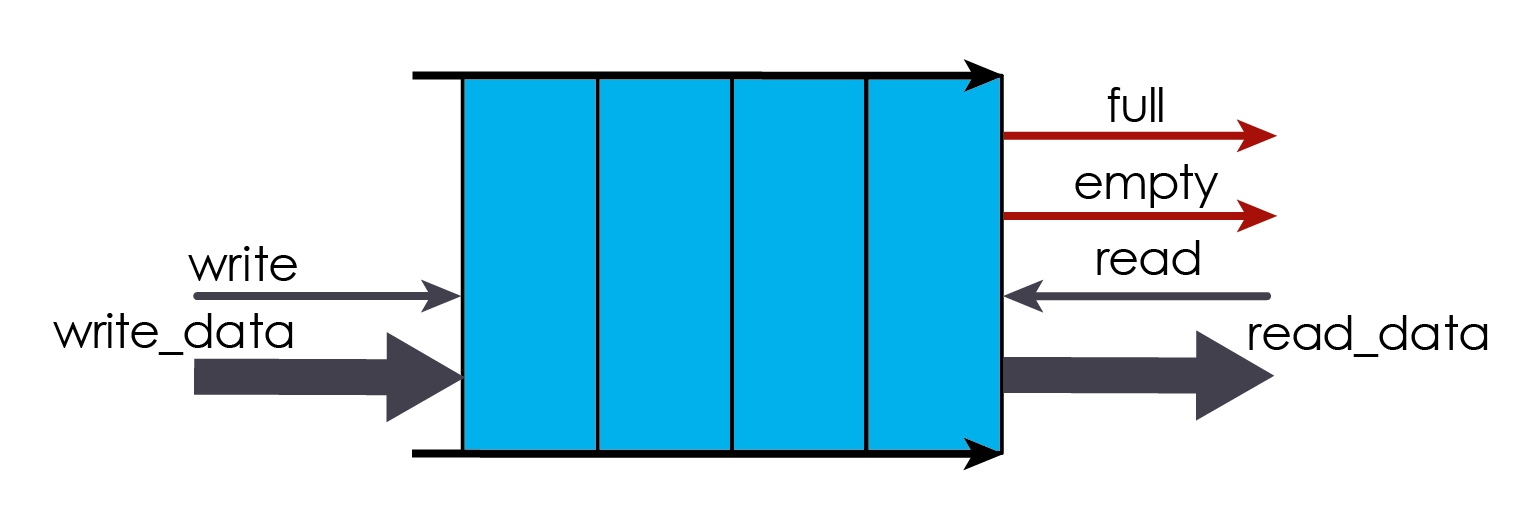 full
empty
write
read
write_data
read_data